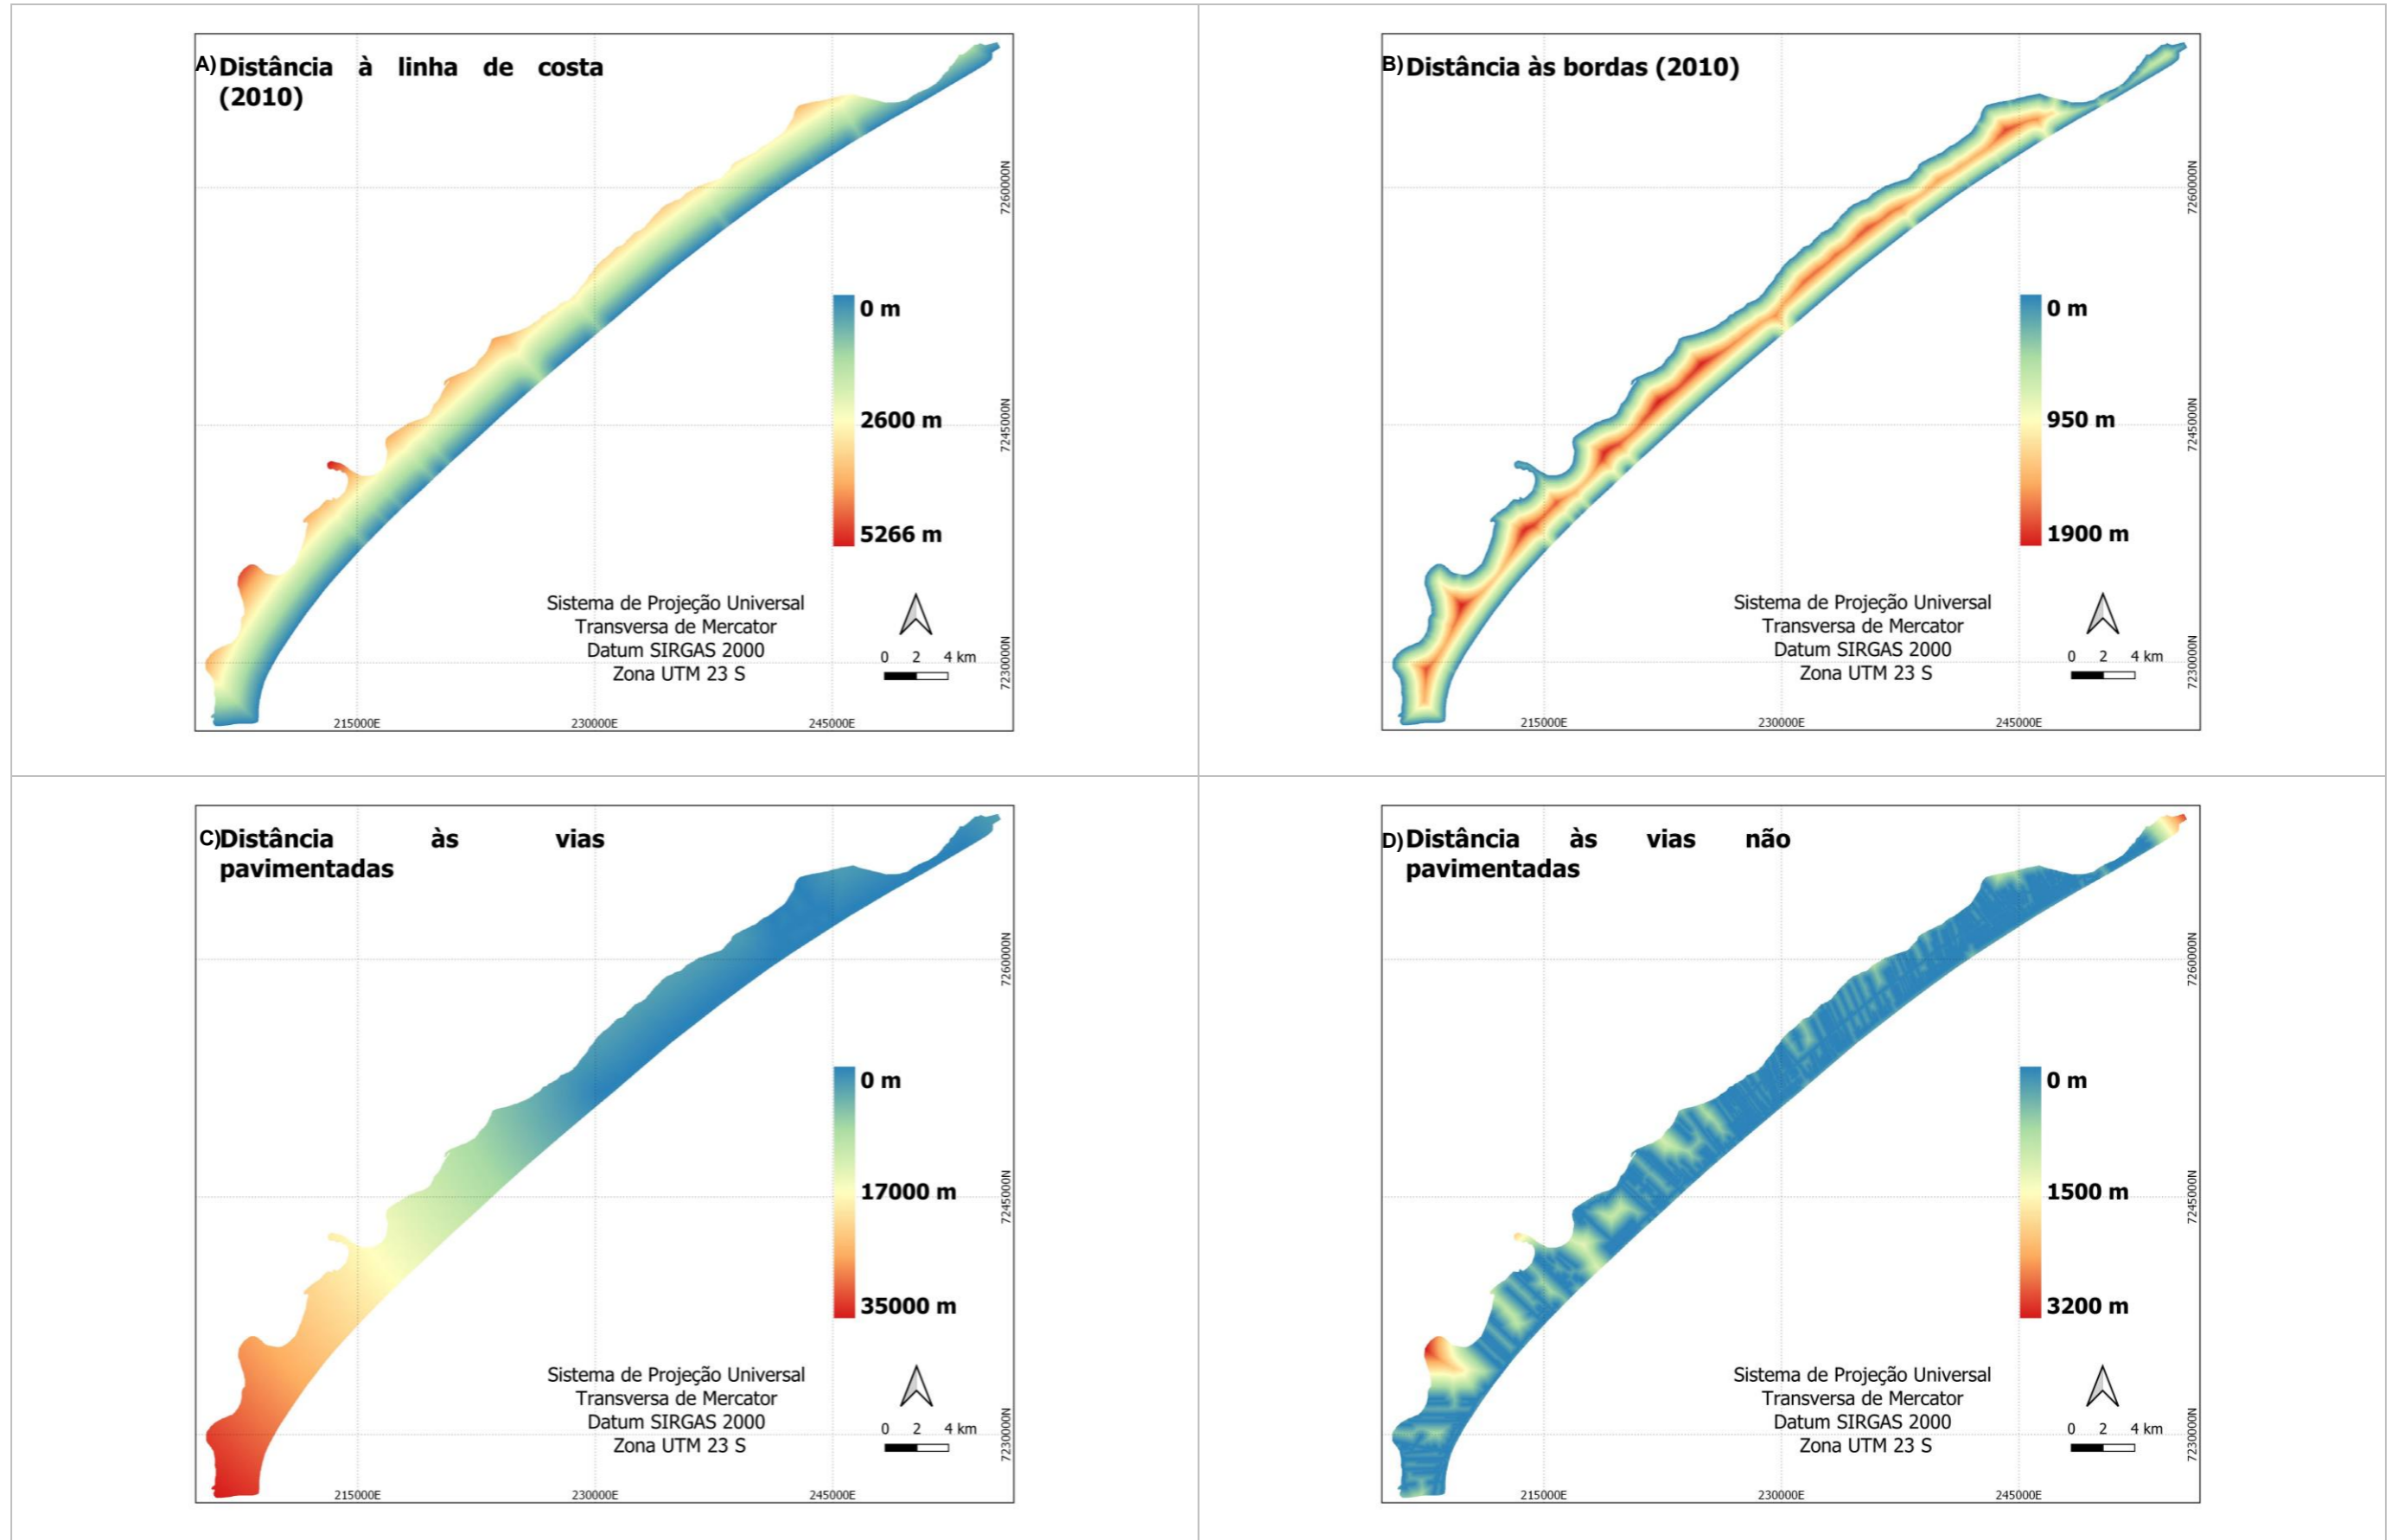 A) Distância à linha de costa
(2010)
7260000N
0 m
2600 m
7245000N
5266 m
Sistema de Projeção Universal
Transversa de Mercator
Datum SIRGAS 2000
Zona UTM 23 S
0 2 4 km
7230000N
215000E 230000E 245000E
B) Distância às bordas (2010)
7260000N
0 m
950 m
7245000N
1900 m
Sistema de Projeção Universal
Transversa de Mercator
Datum SIRGAS 2000
Zona UTM 23 S
0 2 4 km
7230000N
215000E 230000E 245000E
C) Distância às vias
pavimentadas
7260000N
0 m
17000 m
7245000N
35000 m
Sistema de Projeção Universal
Transversa de Mercator
Datum SIRGAS 2000
Zona UTM 23 S
0 2 4 km
7230000N
215000E 230000E 245000E
D) Distância às vias não
pavimentadas
7260000N
0 m
1500 m
7245000N
3200 m
Sistema de Projeção Universal
Transversa de Mercator
Datum SIRGAS 2000
Zona UTM 23 S
0 2 4 km
7230000N
215000E 230000E 245000E